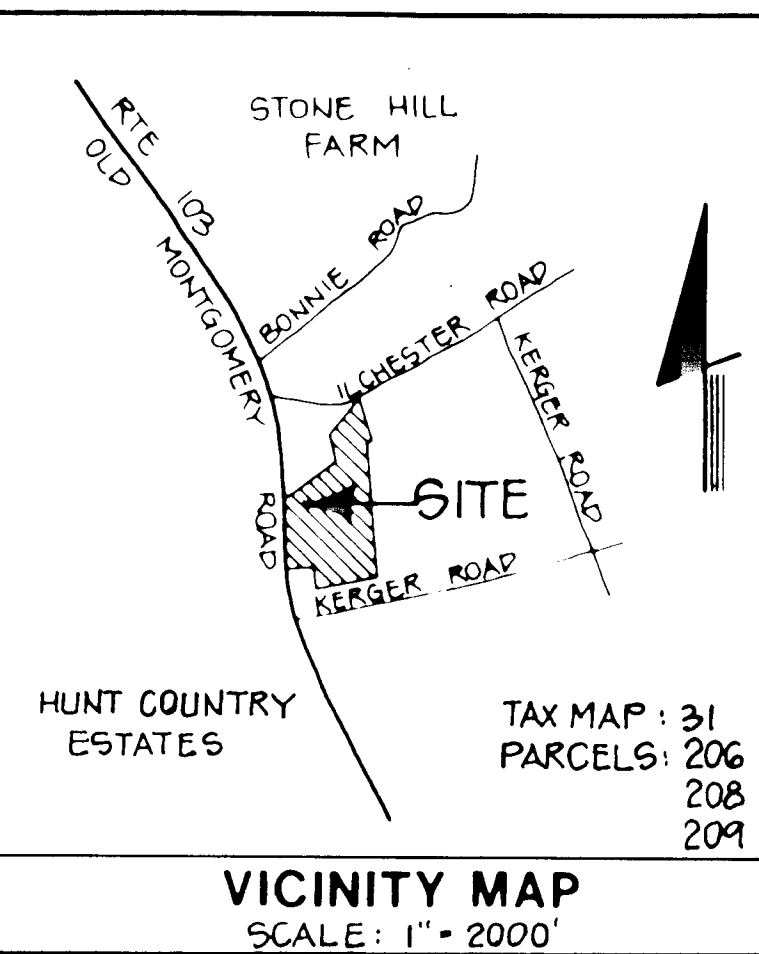 STONE HILL
FARM
RTE 103
OLD MONTGOMERY ROAD
BONNIE ROAD
ILCHESTER ROAD
KERGER ROAD
SITE
KERGER ROAD
HUNT COUNTRY
ESTATES
TAX MAP: 31
PARCELS: 206
208
209
VICINITY MAP
SCALE: 1" = 2000'